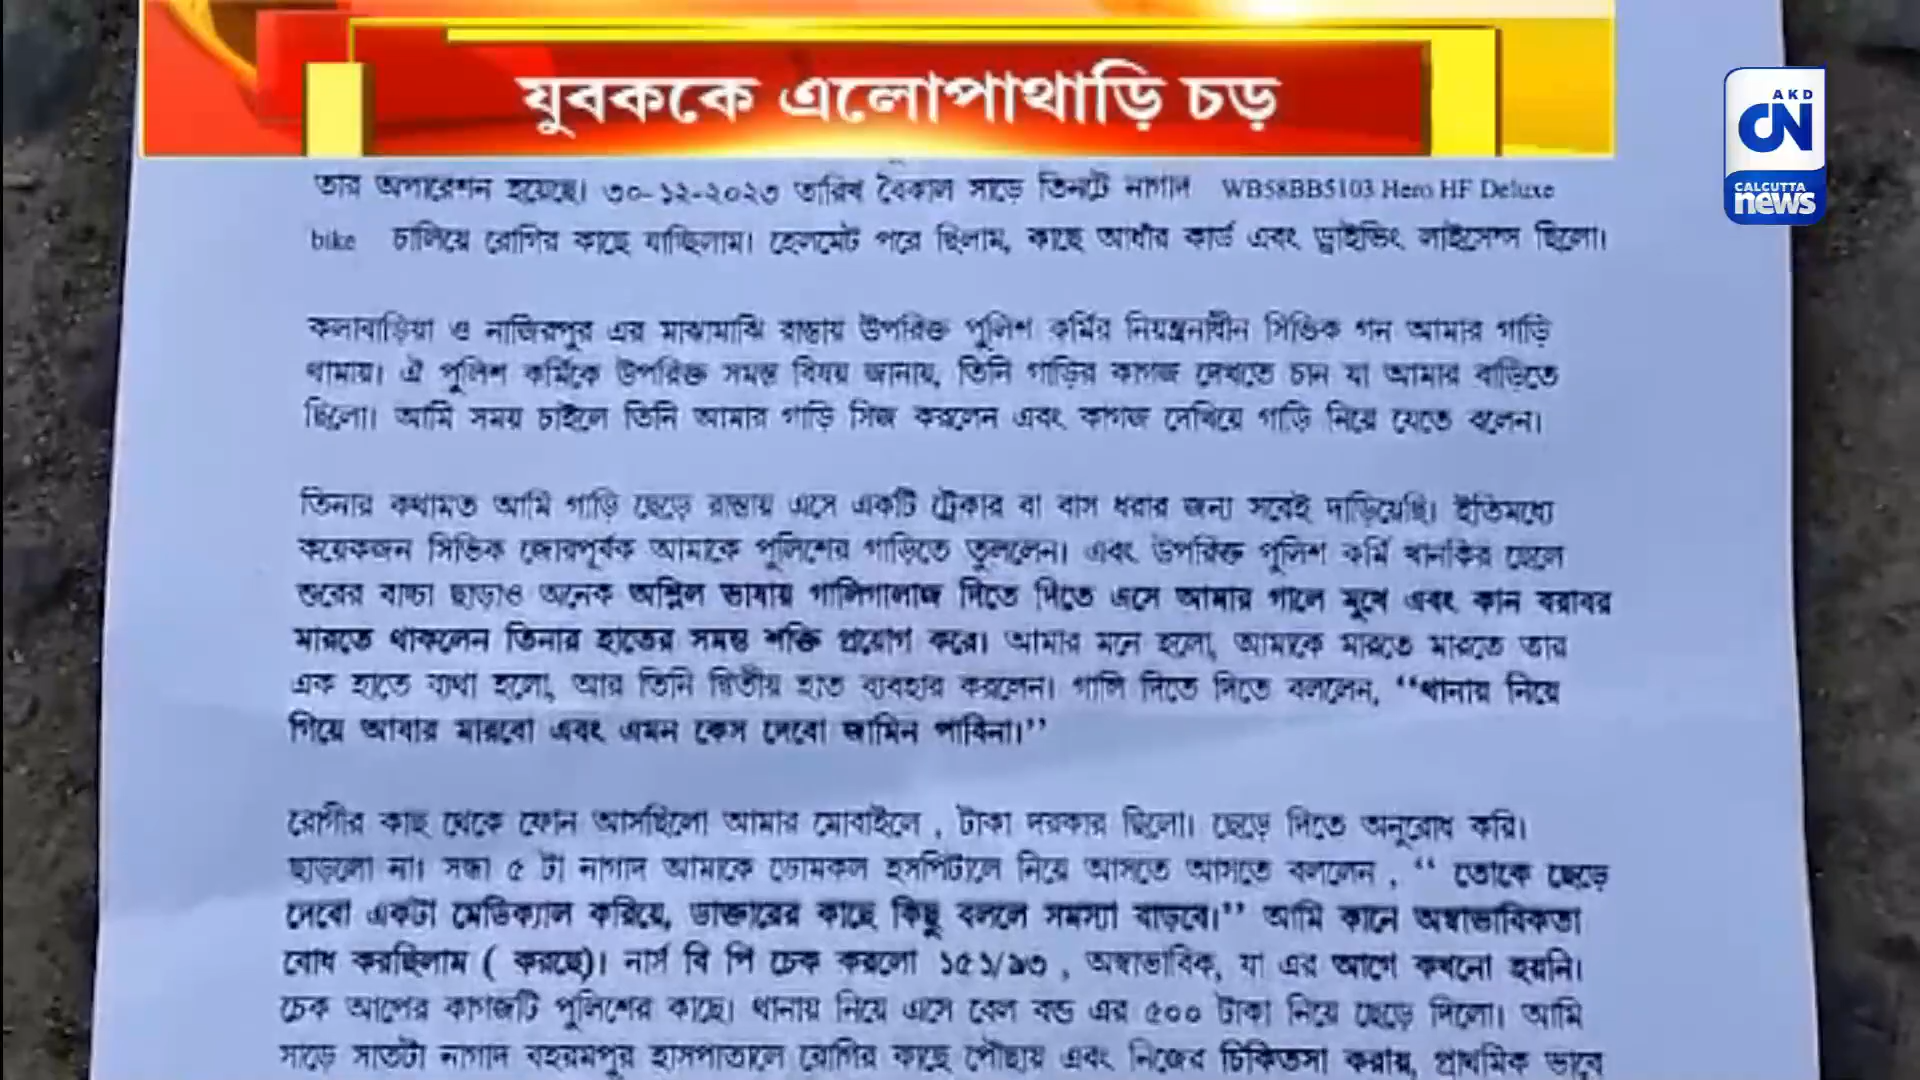 যুবককে এলোপাথাড়ি চড়
AKD
CN
CALCUTTA
news
তার অপারেশন হয়েছে। ৩০-১২-২০২৩ তারিখ বৈকাল সাড়ে তিনটে নাগাদ WB58BB5103 Hero HF Deluxe
bike চালিয়ে রোগির কাছে যাচ্ছিলাম। হেলমেট পরে ছিলাম, কাছে আধাঁর কার্ড এবং ড্রাইভিং লাইসেন্স ছিলো।
কলাবাড়িয়া ও নাজিরপুর এর মাঝামাঝি রাস্তায় উপরিক্ত পুলিশ কর্মির নিয়ন্ত্রনাধীন সিভিক গন আমার গাড়ি
থামায়। ঐ পুলিশ কর্মিকে উপরিক্ত সমস্ত বিষয় জানায়, তিনি গাড়ির কাগজ দেখতে চান যা আমার বাড়িতে
ছিলো। আমি সময় চাইলে তিনি আমার গাড়ি সিজ করলেন এবং কাগজ দেখিয়ে গাড়ি নিয়ে যেতে বলেন।
তিনার কথামত আমি গাড়ি ছেড়ে রাস্তায় এসে একটি ট্রেকার বা বাস ধরার জন্য সবেই দাড়িয়েছি। ইতিমধ্যে
কয়েকজন সিভিক জোরপূর্বক আমাকে পুলিশের গাড়িতে তুললেন। এবং উপরিক্ত পুলিশ কর্মি খানকির ছেলে
শুরের বাচ্চা ছাড়াও অনেক অশ্লিল ভাষায় গালিগালাজ দিতে দিতে এসে আমার গালে মুখে এবং কান বরাবর
মারতে থাকলেন তিনার হাতের সমস্ত শক্তি প্রয়োগ করে। আমার মনে হলো, আমাকে মারতে মারতে তার
এক হাতে ব্যথা হলো, আর তিনি দ্বিতীয় হাত ব্যবহার করলেন। গালি দিতে দিতে বললেন, ‘‘থানায় নিয়ে
গিয়ে আবার মারবো এবং এমন কেস দেবো জামিন পাবিনা।’’
রোগীর কাছ থেকে ফোন আসছিলো আমার মোবাইলে , টাকা দরকার ছিলো। ছেড়ে দিতে অনুরোধ করি।
ছাড়লো না। সন্ধা ৫ টা নাগাদ আমাকে ডোমকল হসপিটালে নিয়ে আসতে আসতে বললেন , ‘‘ তোকে ছেড়ে
দেবো একটা মেডিক্যাল করিয়ে, ডাক্তারের কাছে কিছু বললে সমস্যা বাড়বে।’’ আমি কানে অস্বাভাবিকতা
বোধ করছিলাম ( করছে)। নার্স বি পি চেক করলো ১৫১/৯৩ , অস্বাভাবিক, যা এর আগে কখনো হয়নি।
চেক আপের কাগজটি পুলিশের কাছে। থানায় নিয়ে এসে বেল বন্ড এর ৫০০ টাকা নিয়ে ছেড়ে দিলো। আমি
সাড়ে সাতটা নাগাদ বহরমপুর হাসপাতালে রোগির কাছে পৌছায় এবং নিজের চিকিতসা করায়, প্রাথমিক ভাবে